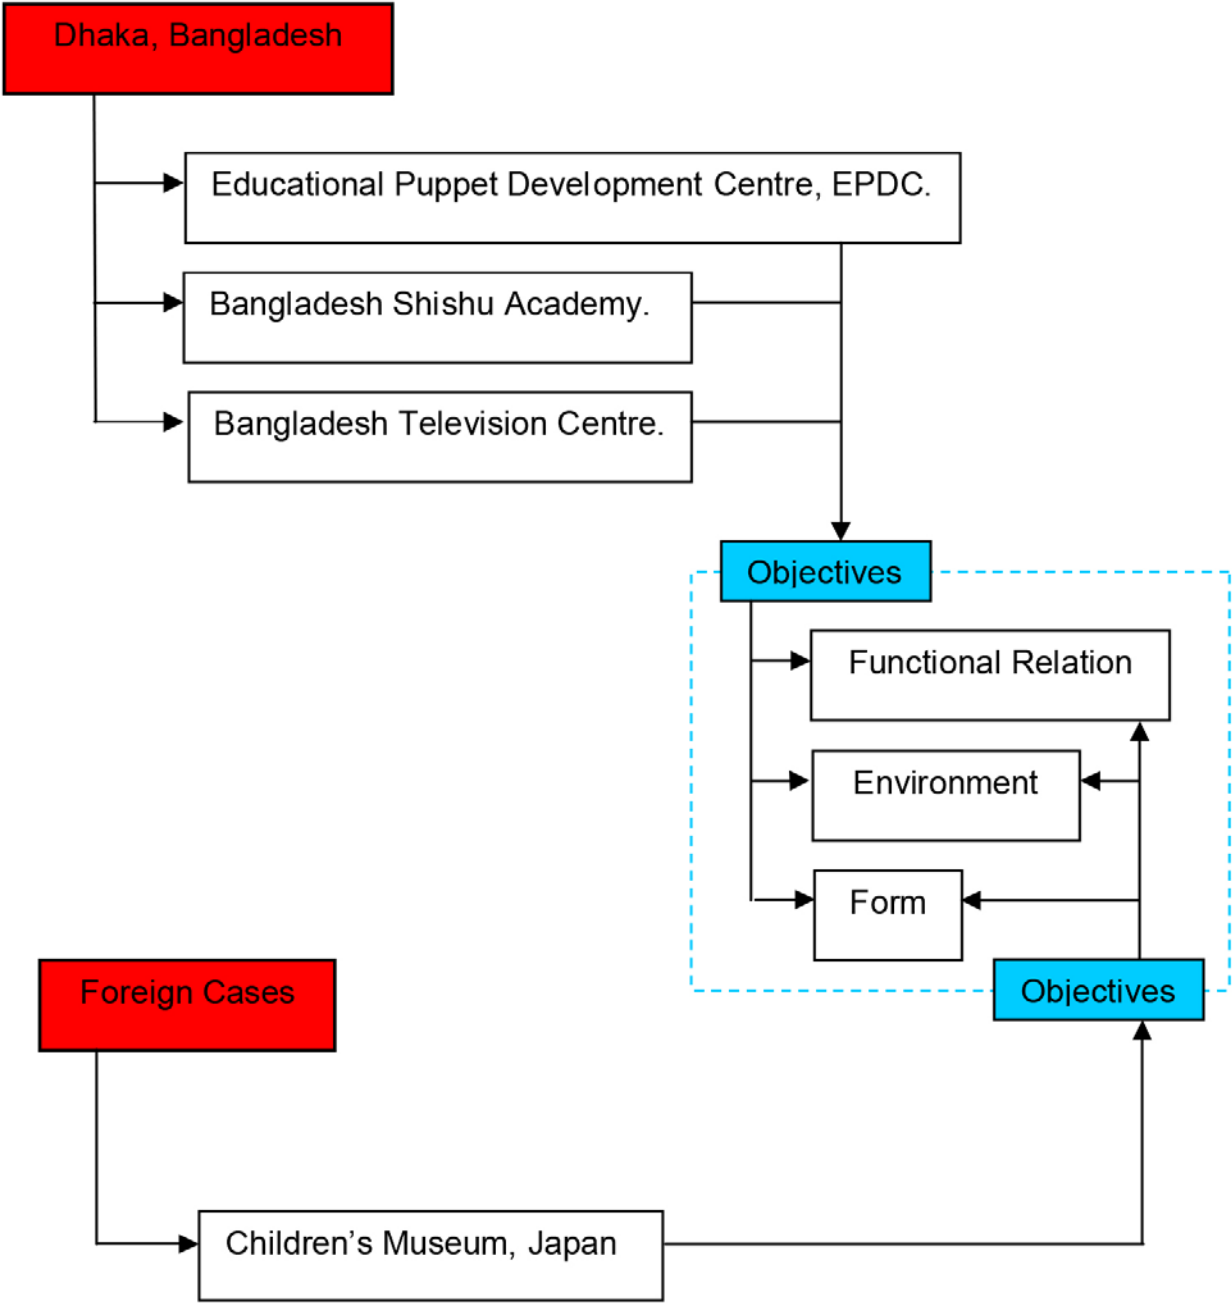 Dhaka, Bangladesh
Educational Puppet Development Centre, EPDC.
Bangladesh Shishu Academy.
Bangladesh Television Centre.
Objectives
Functional Relation
Environment
Form
Foreign Cases
Objectives
Children’s Museum, Japan